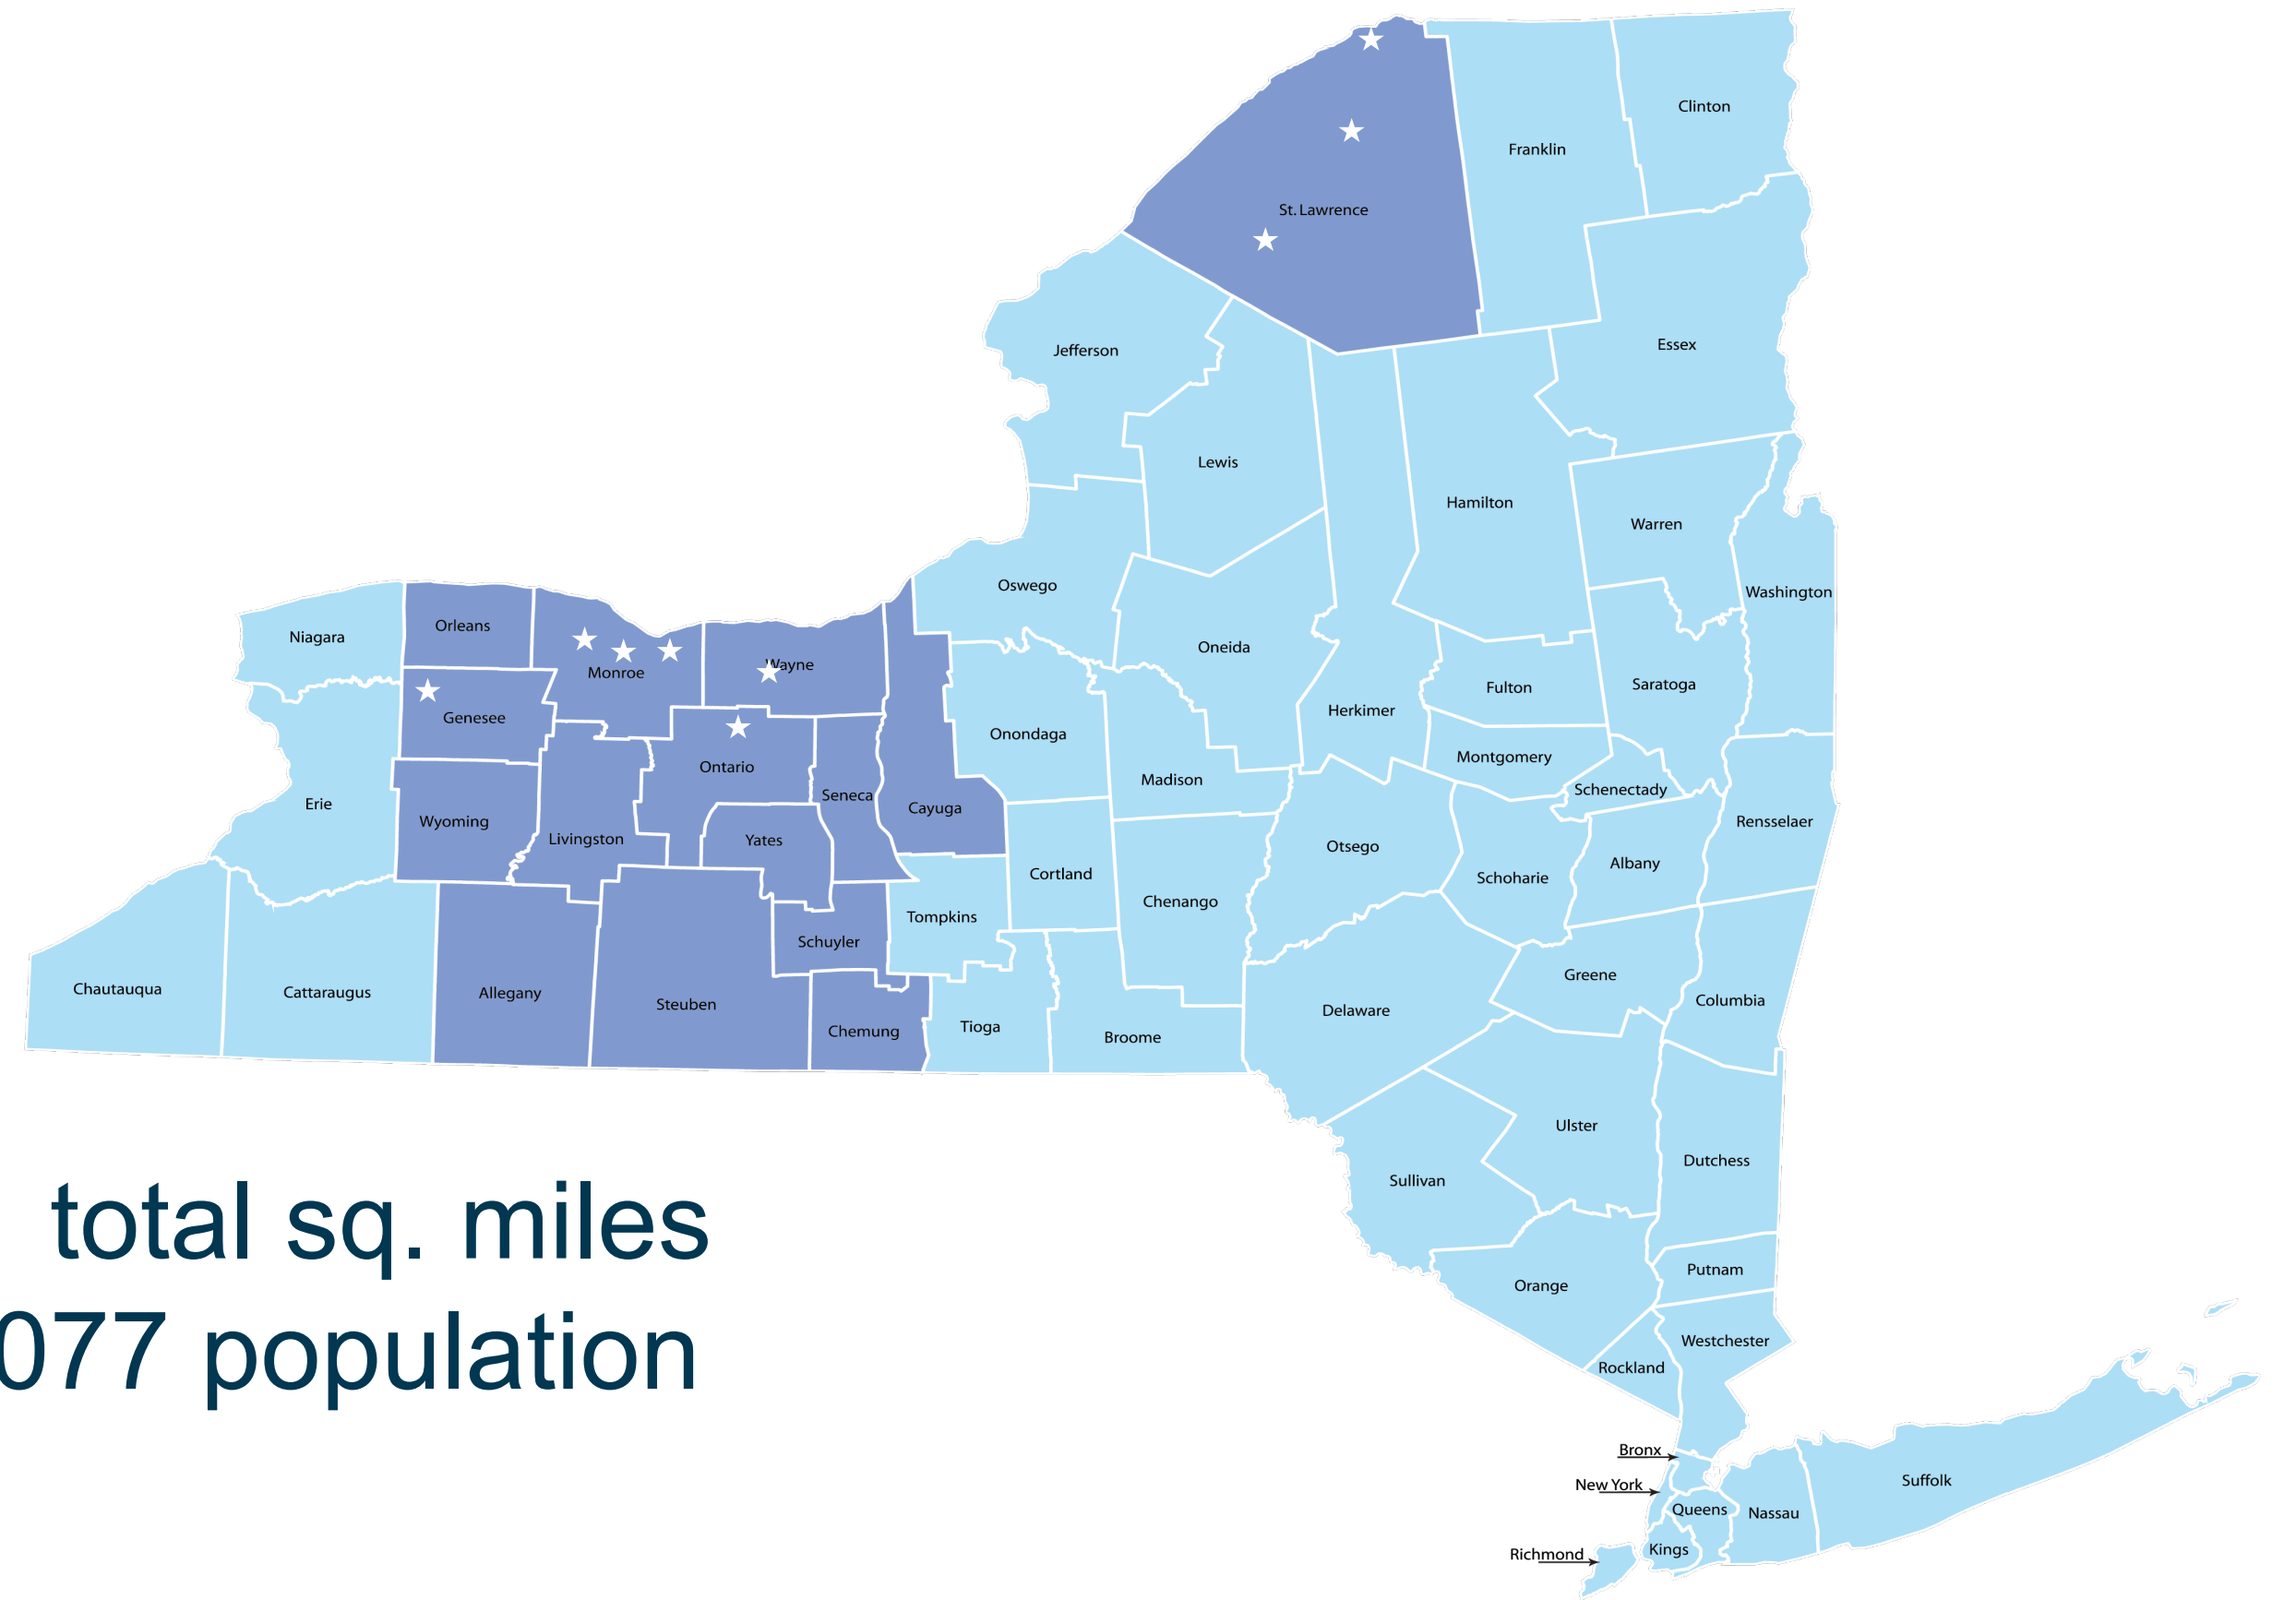 Clinton
Franklin
St. Lawrence
Essex
Jefferson
Lewis
Hamilton
Warren
Oswego
Washington
Niagara
Orleans
Oneida
Wayne
Monroe
Saratoga
Fulton
Herkimer
Genesee
Onondaga
Montgomery
Ontario
Madison
Schenectady
Seneca
Erie
Cayuga
Wyoming
Rensselaer
Livingston
Yates
Otsego
Albany
Cortland
Schoharie
Chenango
Tompkins
Schuyler
Greene
Chautauqua
Cattaraugus
Allegany
Columbia
Steuben
Delaware
Tioga
Chemung
Broome
Ulster
Dutchess
Sullivan
total sq. miles
Putnam
Orange
077 population
Westchester
Rockland
Bronx
Suffolk
New York
Queens
Nassau
Kings
Richmond